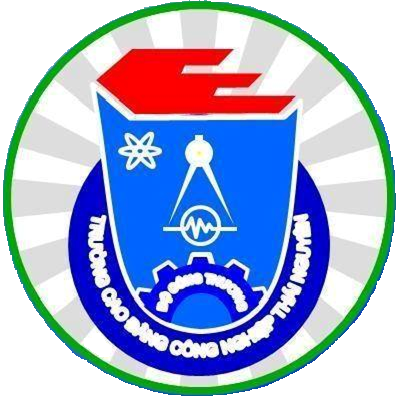 BỘ CÔNG THƯƠNG
TRƯỜNG CAO ĐẲNG CÔNG NGHIỆP THÁI NGUYÊN